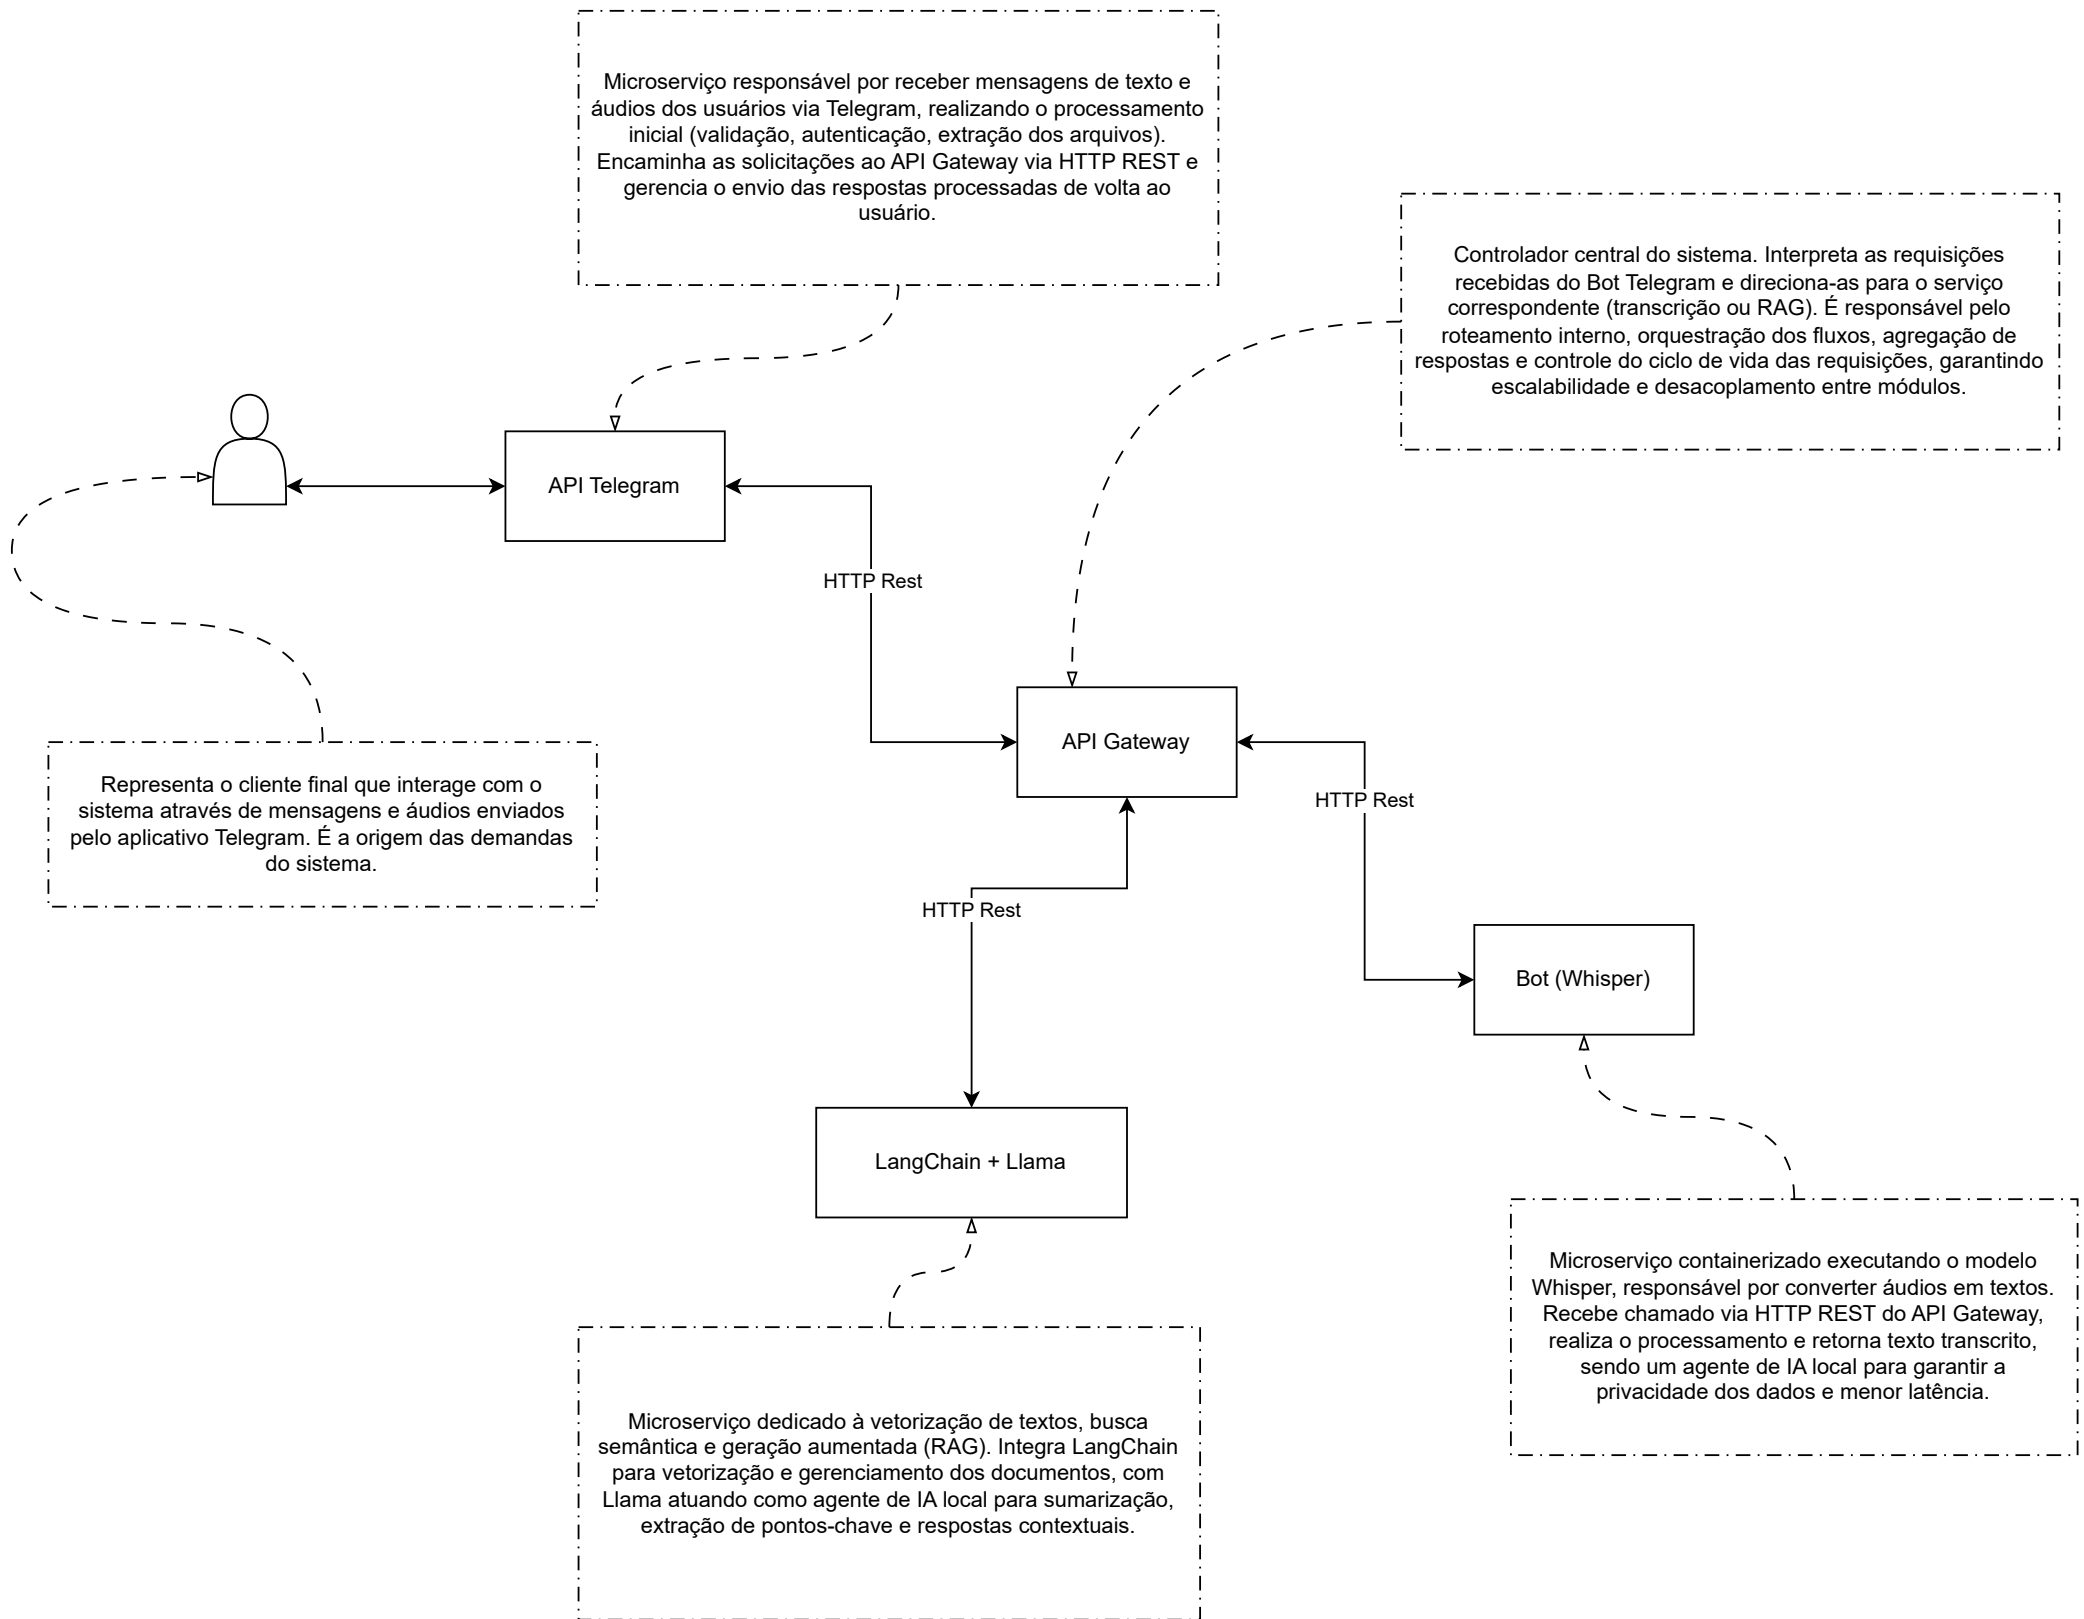 Microserviço responsável por receber mensagens de texto e
áudios dos usuários via Telegram, realizando o processamento
inicial (validação, autenticação, extração dos arquivos).
Encaminha as solicitações ao API Gateway via HTTP REST e
gerencia o envio das respostas processadas de volta ao
usuário.
Controlador central do sistema. Interpreta as requisições
recebidas do Bot Telegram e direciona-as para o serviço
correspondente (transcrição ou RAG). É responsável pelo
roteamento interno, orquestração dos fluxos, agregação de
respostas e controle do ciclo de vida das requisições, garantindo
escalabilidade e desacoplamento entre módulos.
API Telegram
HTTP Rest
API Gateway
Representa o cliente final que interage com o
sistema através de mensagens e áudios enviados
pelo aplicativo Telegram. É a origem das demandas
do sistema.
HTTP Rest
HTTP Rest
Bot (Whisper)
LangChain + Llama
Microserviço containerizado executando o modelo
Whisper, responsável por converter áudios em textos.
Recebe chamado via HTTP REST do API Gateway,
realiza o processamento e retorna texto transcrito,
sendo um agente de IA local para garantir a
privacidade dos dados e menor latência.
Microserviço dedicado à vetorização de textos, busca
semântica e geração aumentada (RAG). Integra LangChain
para vetorização e gerenciamento dos documentos, com
Llama atuando como agente de IA local para sumarização,
extração de pontos-chave e respostas contextuais.